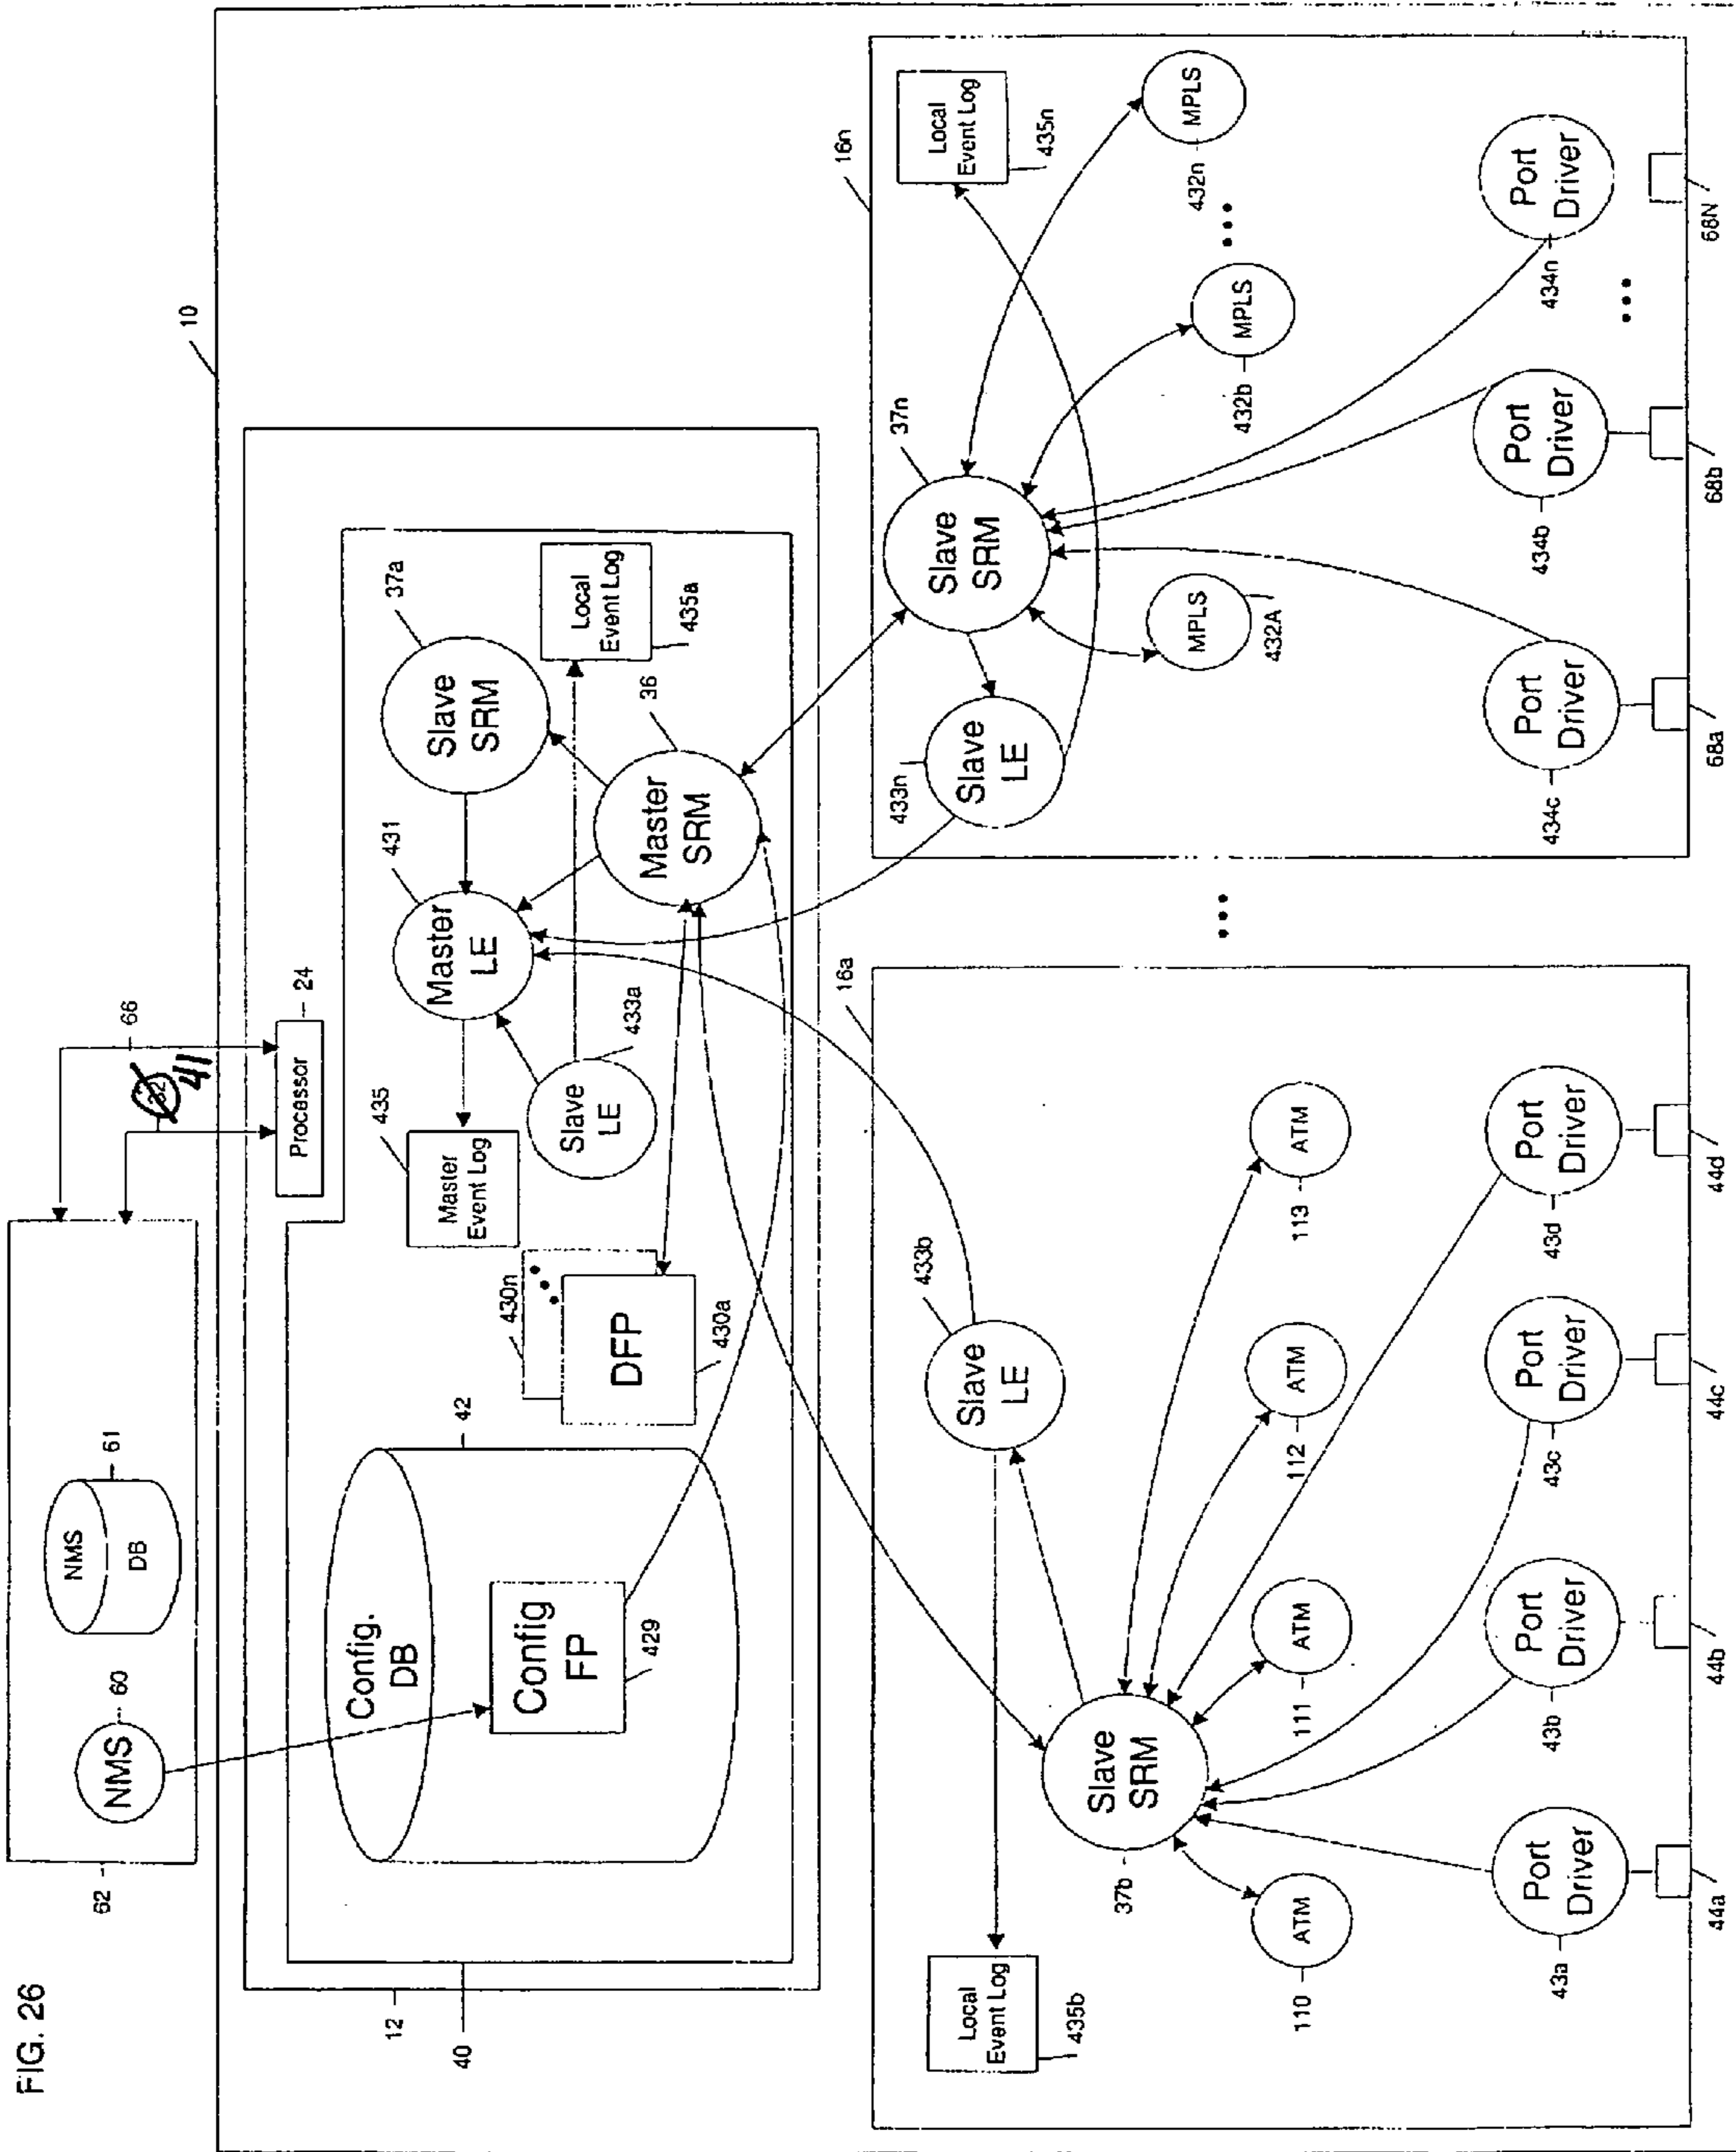 FIG. 26
62
NMS
60
NMS
DB
61
66
32
41
10
12
40
Processor
24
Config.
DB
42
Config
FP
429
430n
DFP
430a
435
Master
Event Log
Slave
LE
433a
Master
LE
431
Slave
SRM
37a
Master
SRM
36
Local
Event Log
435a
16a
Local
Event Log
435b
Slave
LE
433b
Slave
SRM
37b
ATM
110
ATM
111
ATM
112
ATM
113
Port
Driver
43a
Port
Driver
43b
Port
Driver
43c
Port
Driver
43d
44a
44b
44c
44d
16n
Slave
LE
433n
Slave
SRM
37n
Local
Event Log
435n
MPLS
432A
MPLS
432b
MPLS
432n
Port
Driver
434c
Port
Driver
434b
Port
Driver
434n
68a
68b
68N